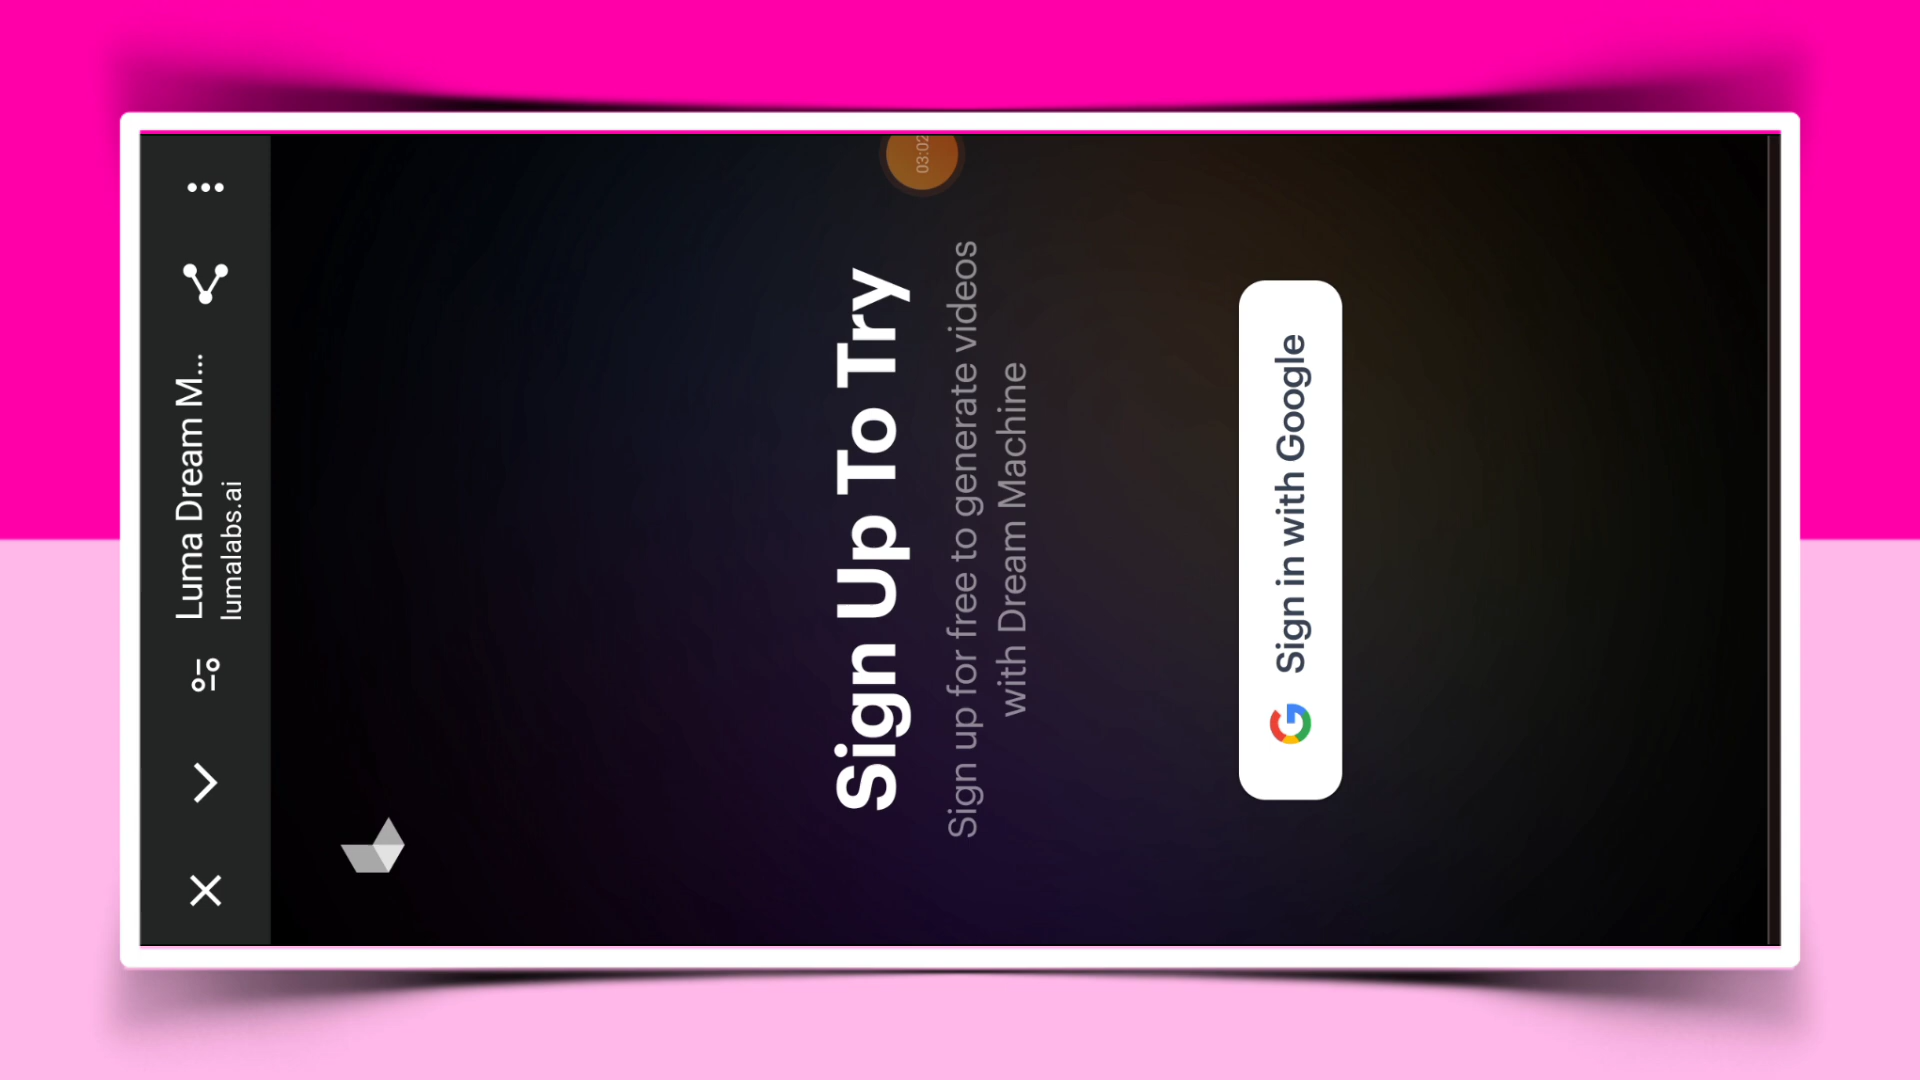 Luma Dream M...
lumalabs.ai
03:02
Sign Up To Try
Sign up for free to generate videos
with Dream Machine
Sign in with Google